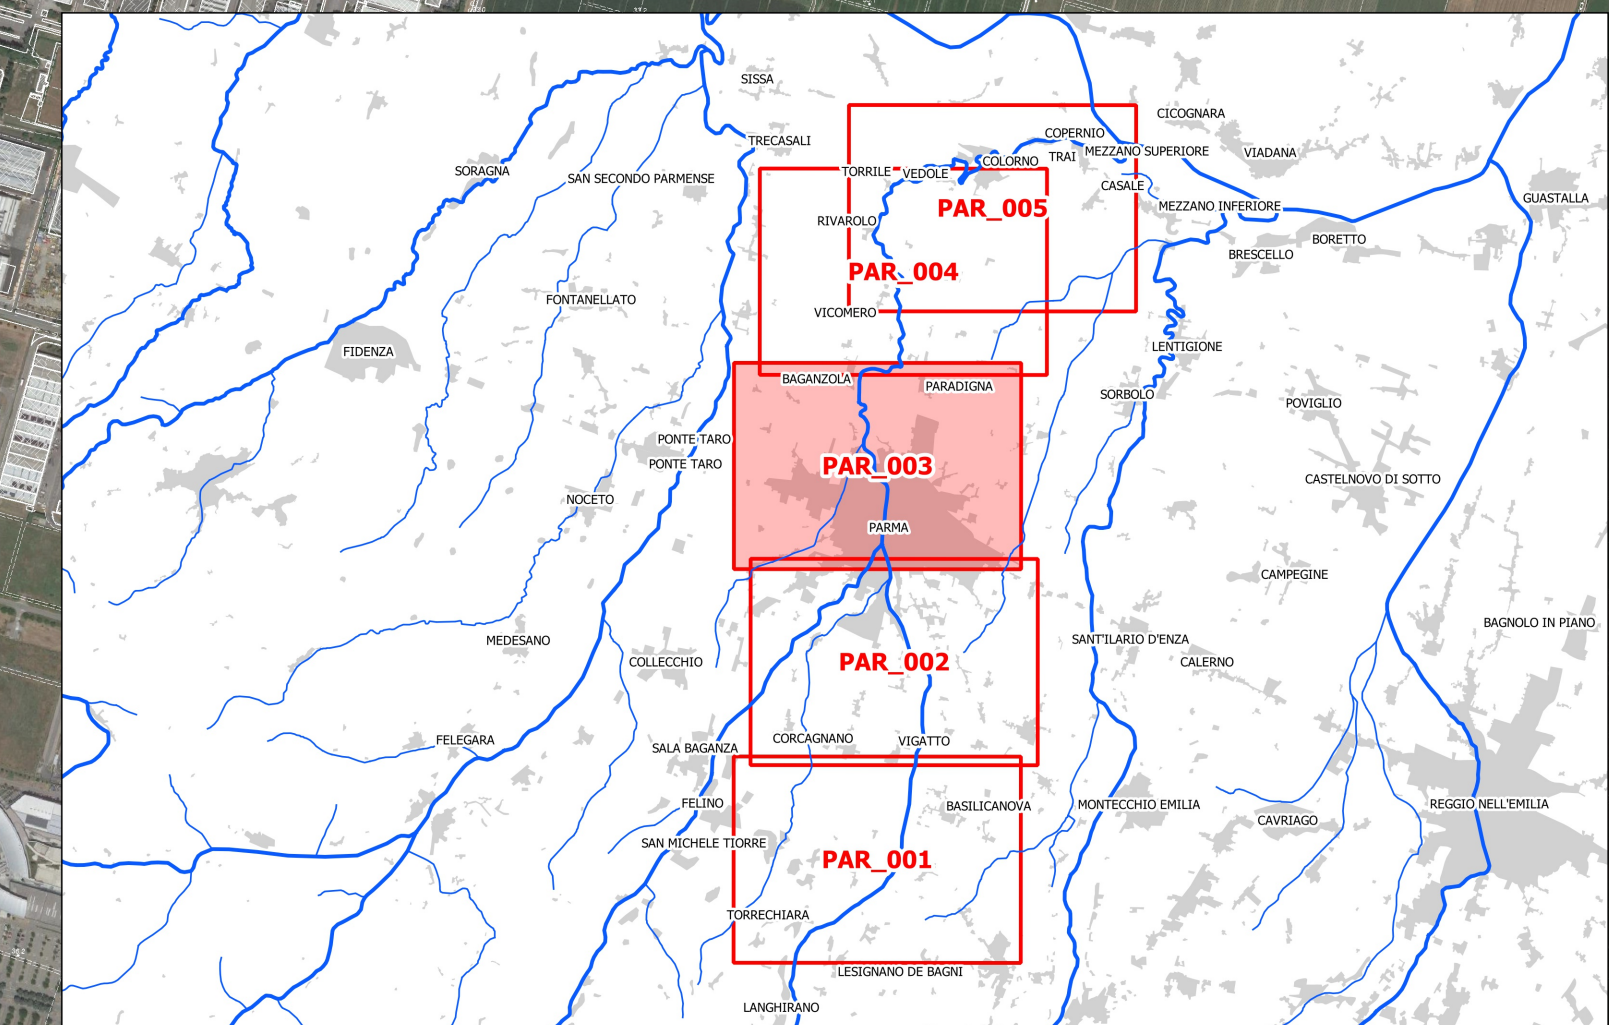 SISSA
CICOGNARA
COPERNIO
TRECASALI
TRAI
MEZZANO SUPERIORE
VIADANA
COLORNO
SORAGNA
SAN SECONDO PARMENSE
TORRILE
VEDOLE
CASALE
GUASTALLA
MEZZANO INFERIORE
PAR_005
RIVAROLO
BORETTO
BRESCELLO
PAR_004
FONTANELLATO
VICOMERO
FIDENZA
LENTIGIONE
BAGANZOLA
PARADIGNA
SORBOLO
POVIGLIO
PONTE TARO
PONTE TARO
PAR_003
CASTELNOVO DI SOTTO
NOCETO
PARMA
CAMPEGINE
BAGNOLO IN PIANO
MEDESANO
SANT'ILARIO D'ENZA
COLLECCHIO
PAR_002
CALERNO
FELEGARA
SALA BAGANZA
CORCAGNANO
VIGATTO
FELINO
BASILICANOVA
MONTECCHIO EMILIA
REGGIO NELL'EMILIA
CAVRIAGO
SAN MICHELE TIORRE
PAR_001
TORRECHIARA
LESIGNANO DE BAGNI
LANGHIRANO